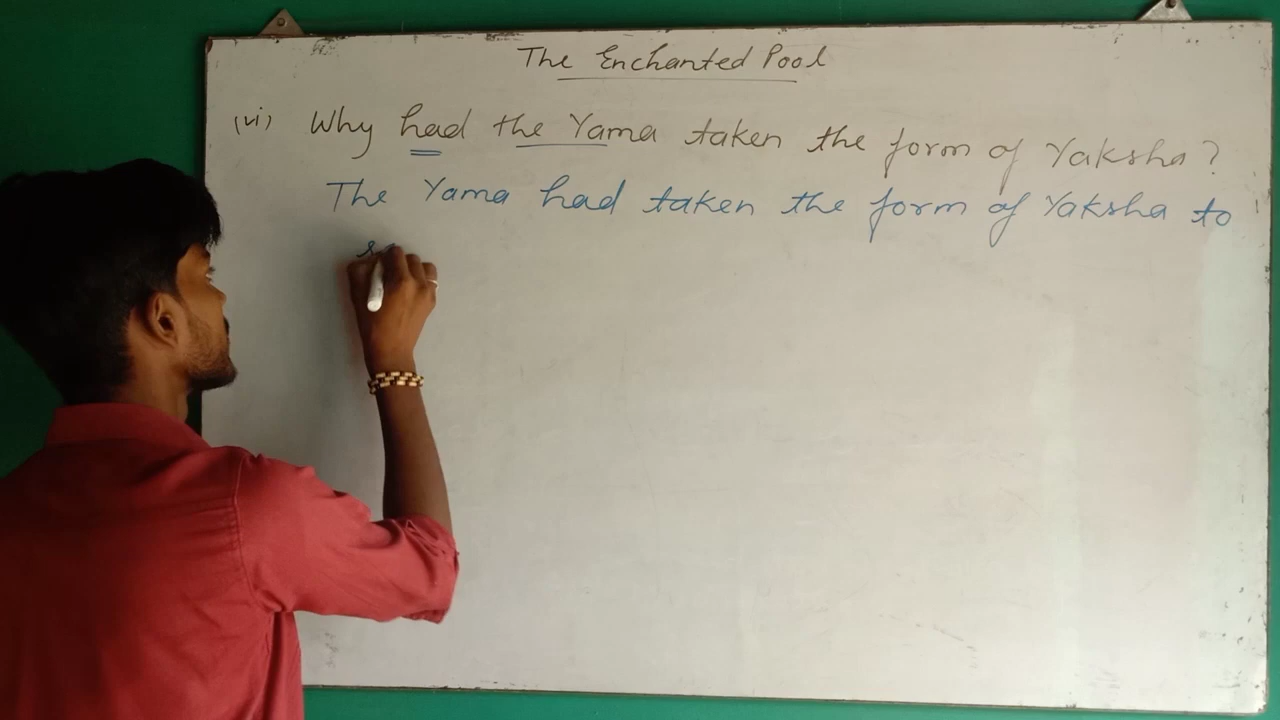 The Enchanted Pool
(vi) Why had the Yama taken the form of Yaksha?
The Yama had taken the form of Yaksha to